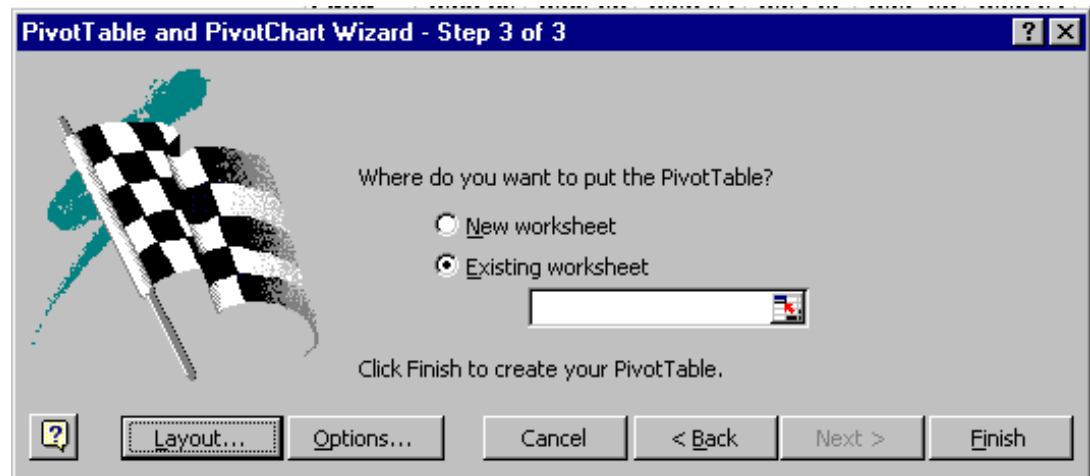 PivotTable and PivotChart Wizard - Step 3 of 3
Where do you want to put the PivotTable?
New worksheet
Existing worksheet
Click Finish to create your PivotTable.
Layout... Options... Cancel < Back Next > Finish